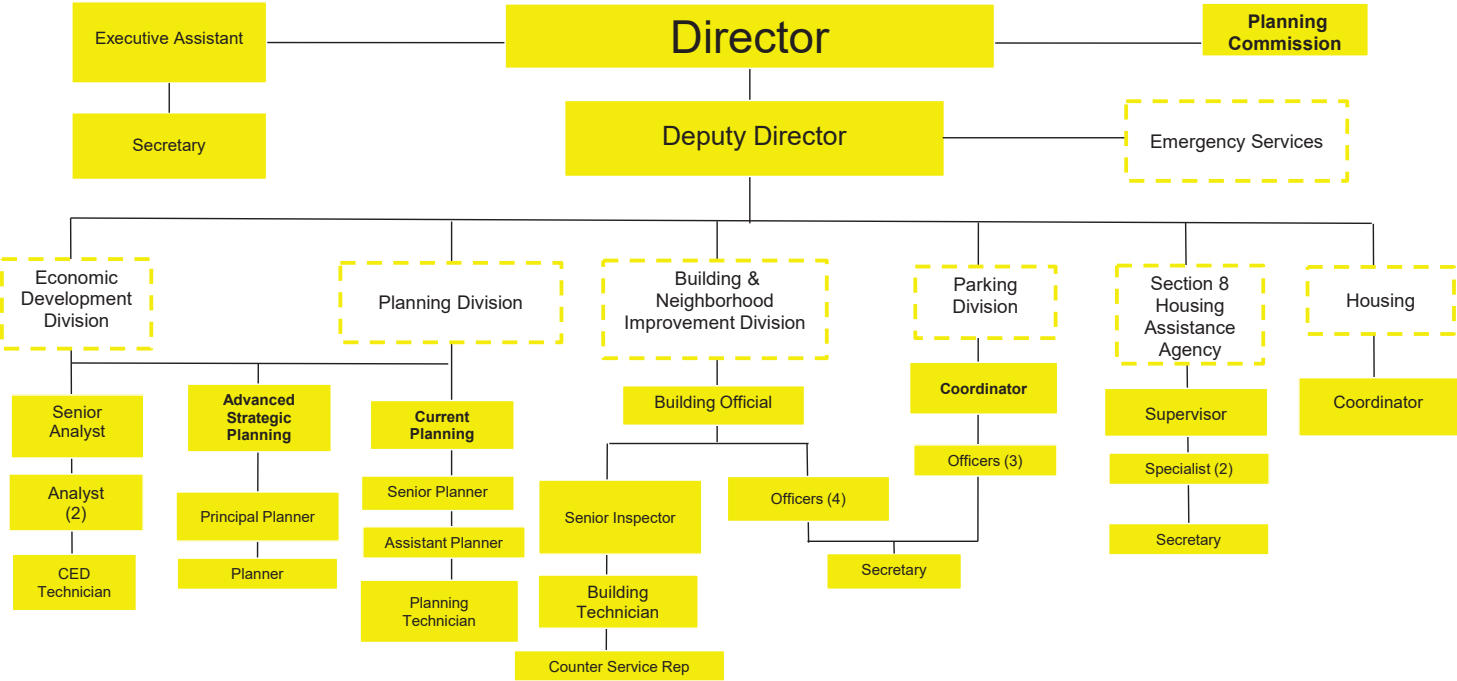 Executive Assistant
Director
Planning
Commission
Secretary
Deputy Director
Emergency Services
Economic
Development
Division
Planning Division
Building &
Neighborhood
Improvement Division
Parking
Division
Section 8
Housing
Assistance
Agency
Housing
Senior
Analyst
Advanced
Strategic
Planning
Current
Planning
Building Official
Coordinator
Supervisor
Coordinator
Analyst
(2)
Principal Planner
Senior Planner
Senior Inspector
Officers (4)
Officers (3)
Specialist (2)
CED
Technician
Planner
Assistant Planner
Building
Technician
Secretary
Secretary
Planning
Technician
Counter Service Rep